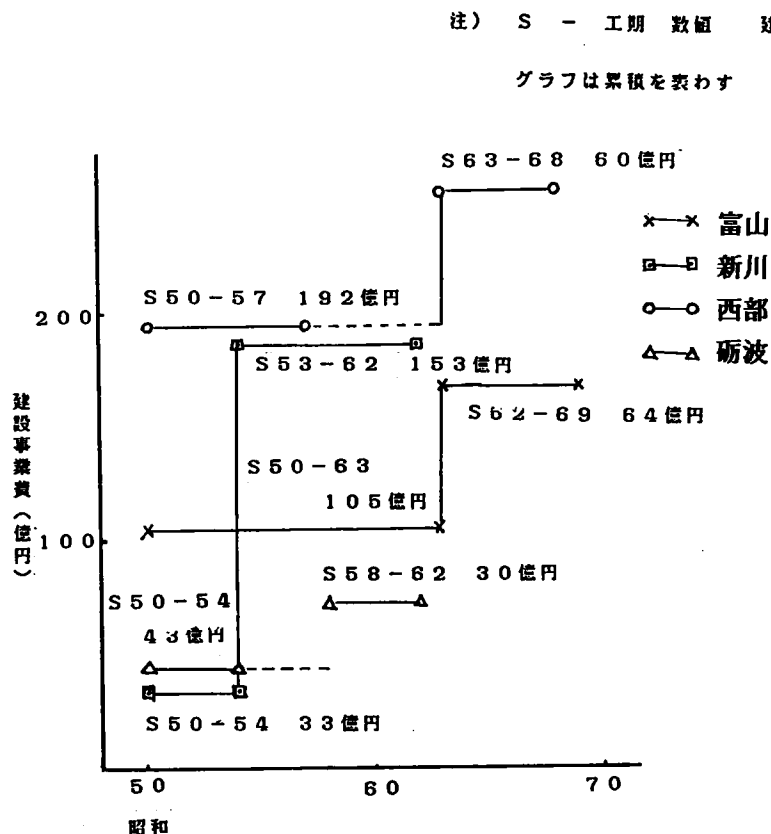 注） S － 工期 数値
グラフは累積を表わす
S63－68 60億円
富山
新川
西部
砺波
S50－57 192億円
200
S53－62 153億円
S62－69 64億円
建設事業費（億円）
S50－63
105億円
100
S58－62 30億円
S50－54
43億円
S50－54 33億円
50
60
70
昭和